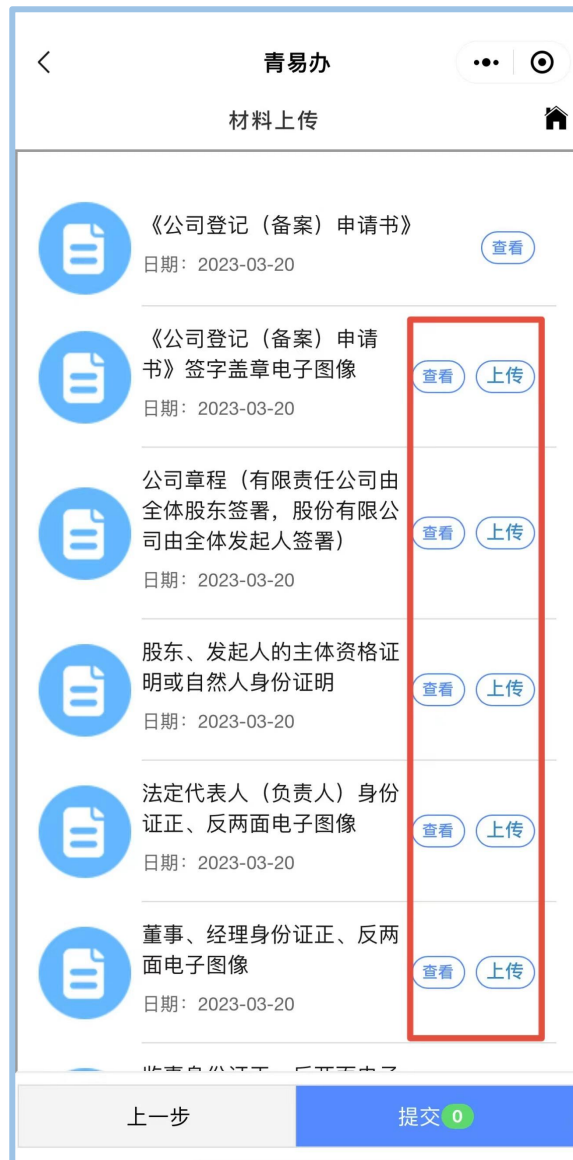 青易办
材料上传
《公司登记（备案）申请书》
日期：2023-03-20
查看
《公司登记（备案）申请
书》签字盖章电子图像
日期：2023-03-20
查看 上传
公司章程（有限责任公司由
全体股东签署，股份有限公
司由全体发起人签署）
日期：2023-03-20
查看 上传
股东、发起人的主体资格证
明或自然人身份证明
日期：2023-03-20
查看 上传
法定代表人（负责人）身份
证正、反两面电子图像
日期：2023-03-20
查看 上传
董事、经理身份证正、反两
面电子图像
日期：2023-03-20
查看 上传
上一步
提交 0